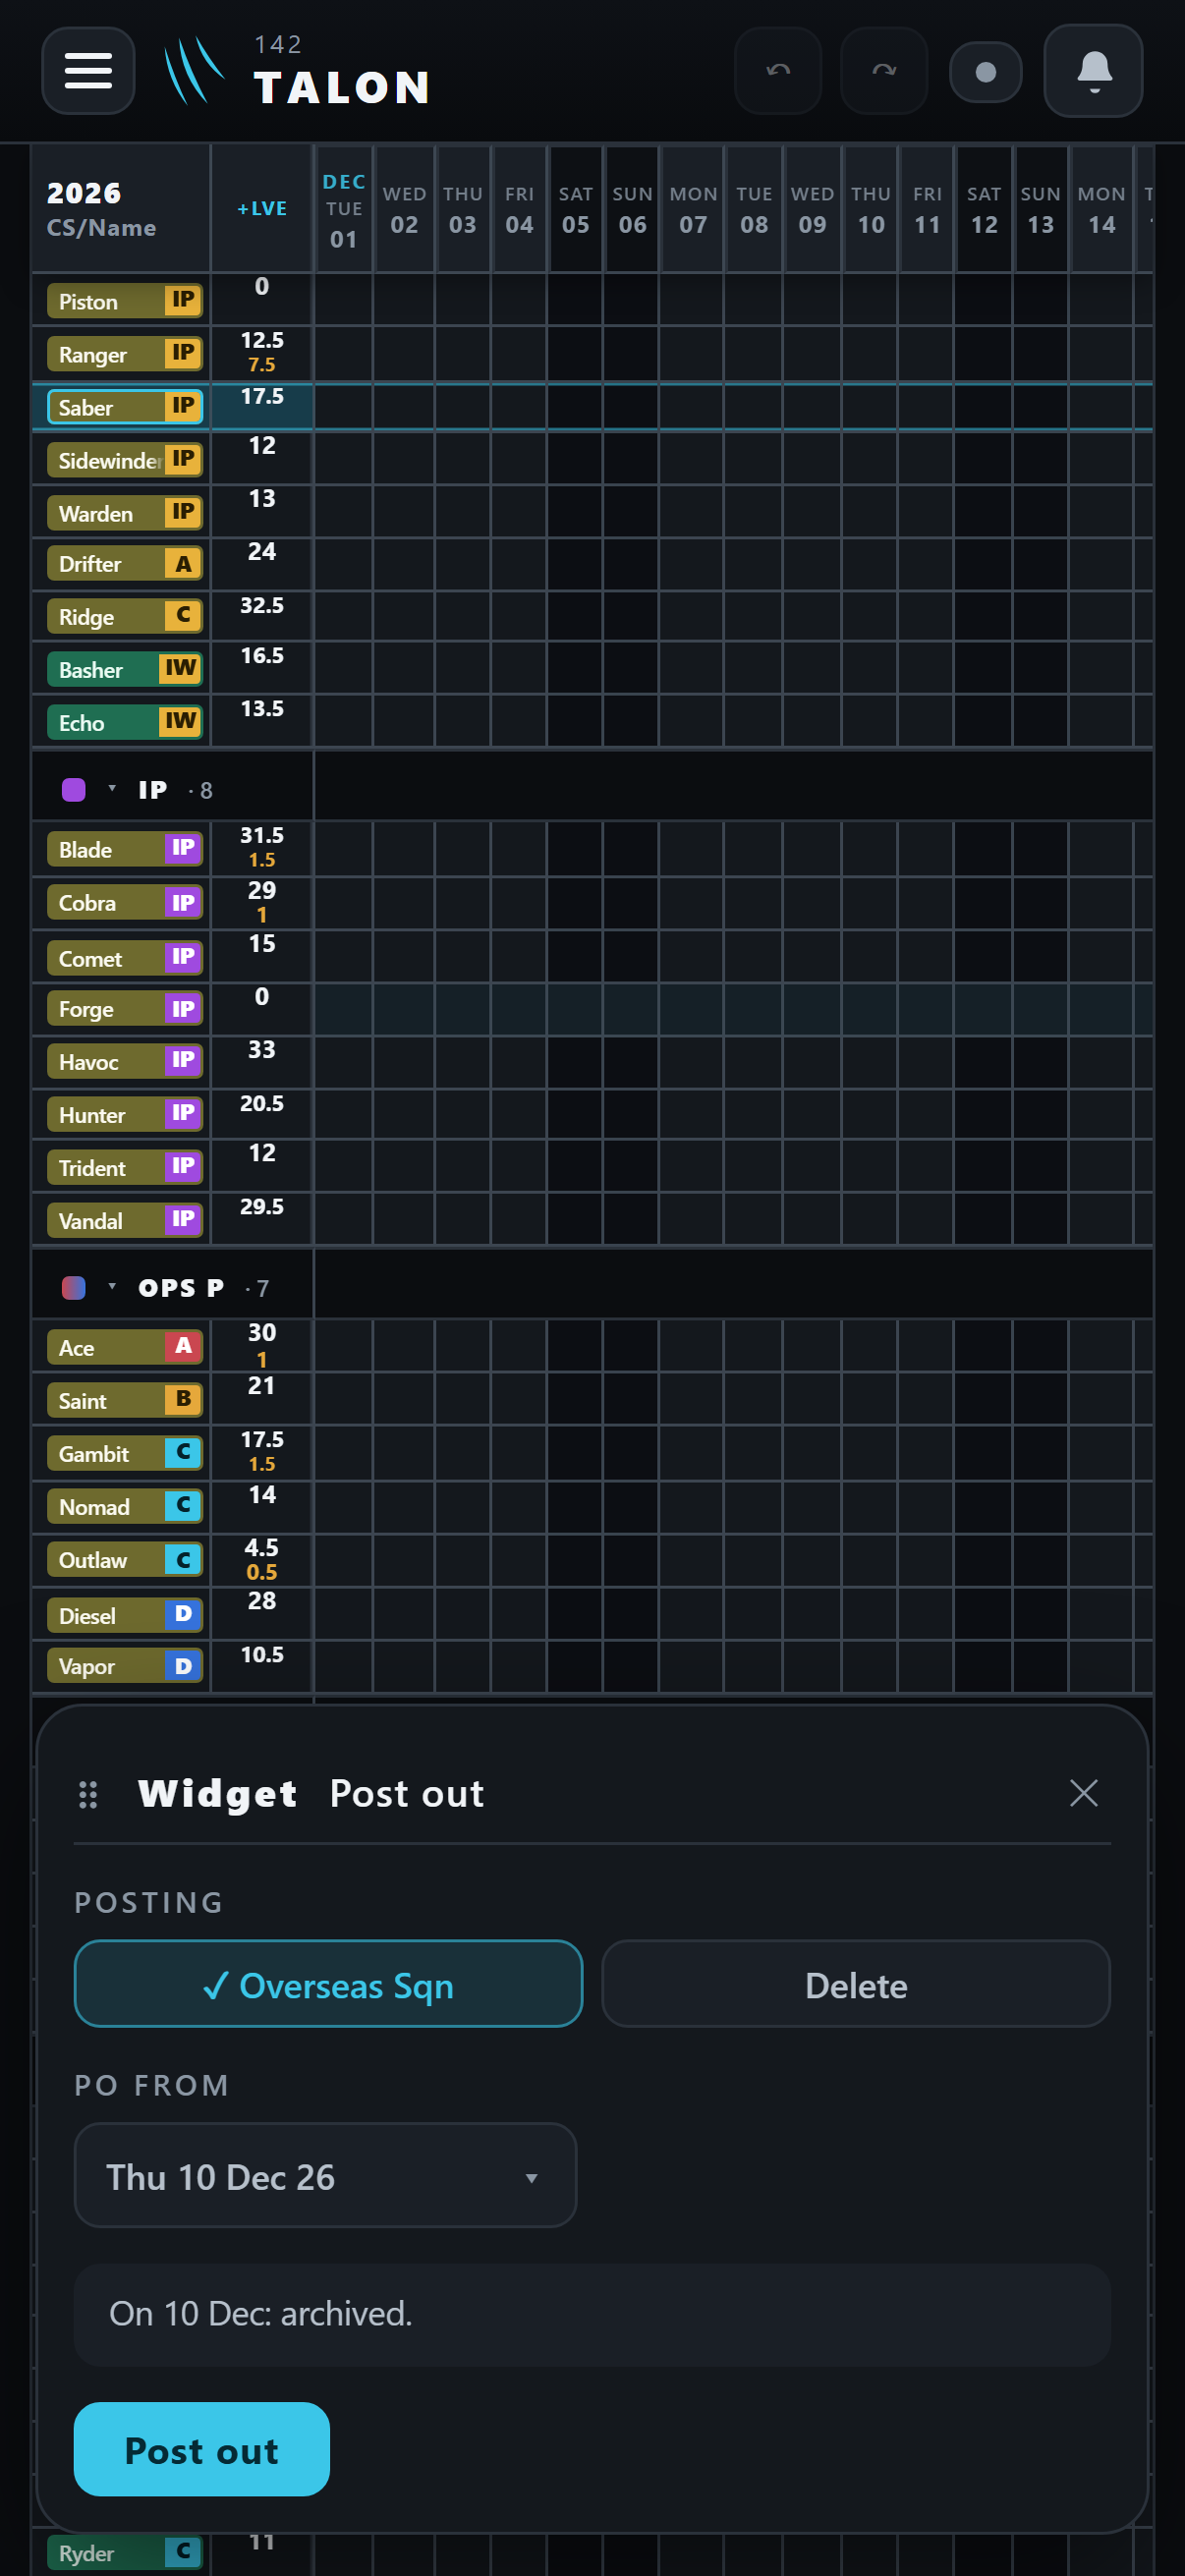 142
TALON
2026
CS/Name
+LVE
DEC
TUE
01
WED
02
THU
03
FRI
04
SAT
05
SUN
06
MON
07
TUE
08
WED
09
THU
10
FRI
11
SAT
12
SUN
13
MON
14
Piston IP 0
Ranger IP 12.5
7.5
Saber IP 17.5
Sidewinder IP 12
Warden IP 13
Drifter A 24
Ridge C 32.5
Basher IW 16.5
Echo IW 13.5
▾ IP · 8
Blade IP 31.5
1.5
Cobra IP 29
1
Comet IP 15
Forge IP 0
Havoc IP 33
Hunter IP 20.5
Trident IP 12
Vandal IP 29.5
▾ OPS P · 7
Ace A 30
1
Saint B 21
Gambit C 17.5
1.5
Nomad C 14
Outlaw C 4.5
0.5
Diesel D 28
Vapor D 10.5
Widget Post out
POSTING
✓ Overseas Sqn
Delete
PO FROM
Thu 10 Dec 26 ▾
On 10 Dec: archived.
Post out
Ryder C 11